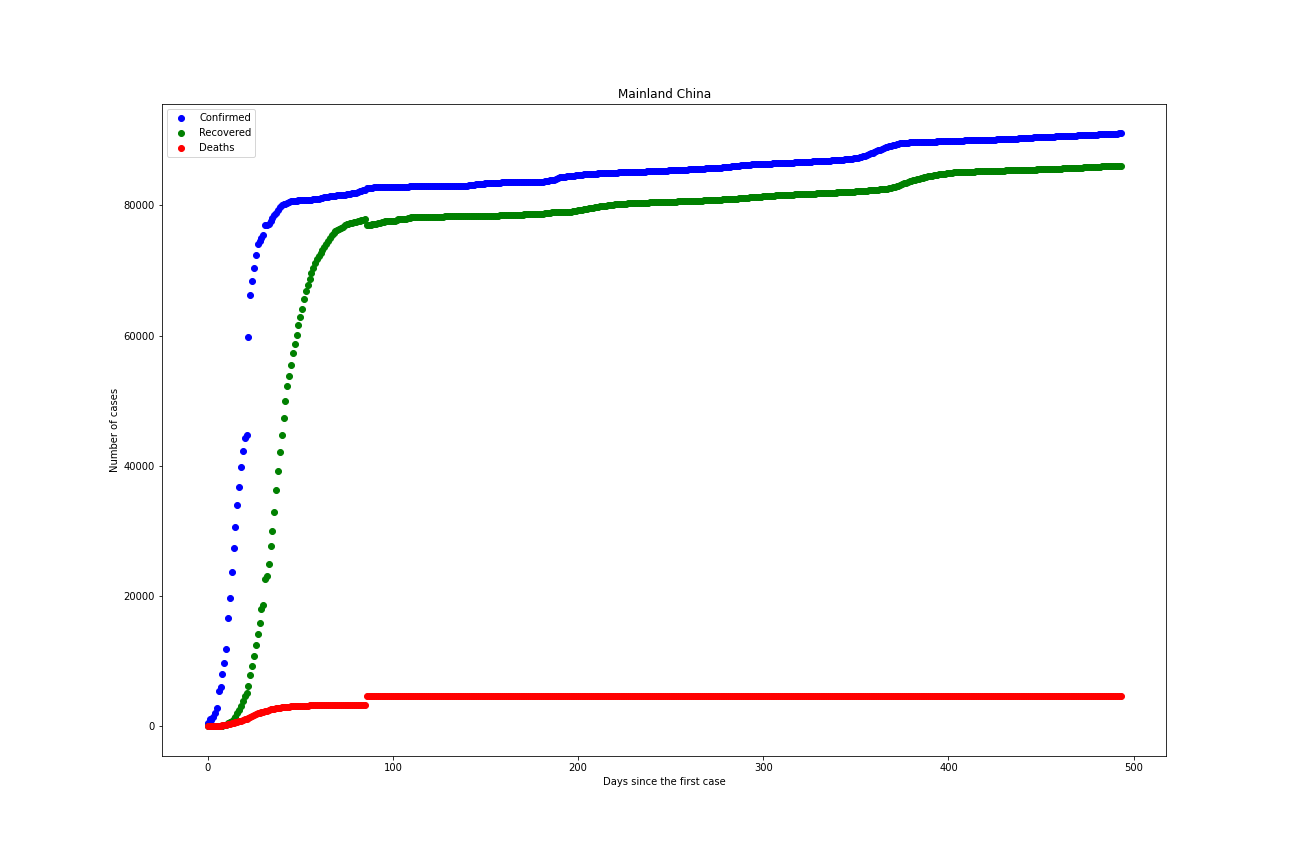 Mainland China
Confirmed
Recovered
Deaths
Number of cases
80000
60000
40000
20000
0
0 100 200 300 400 500
Days since the first case